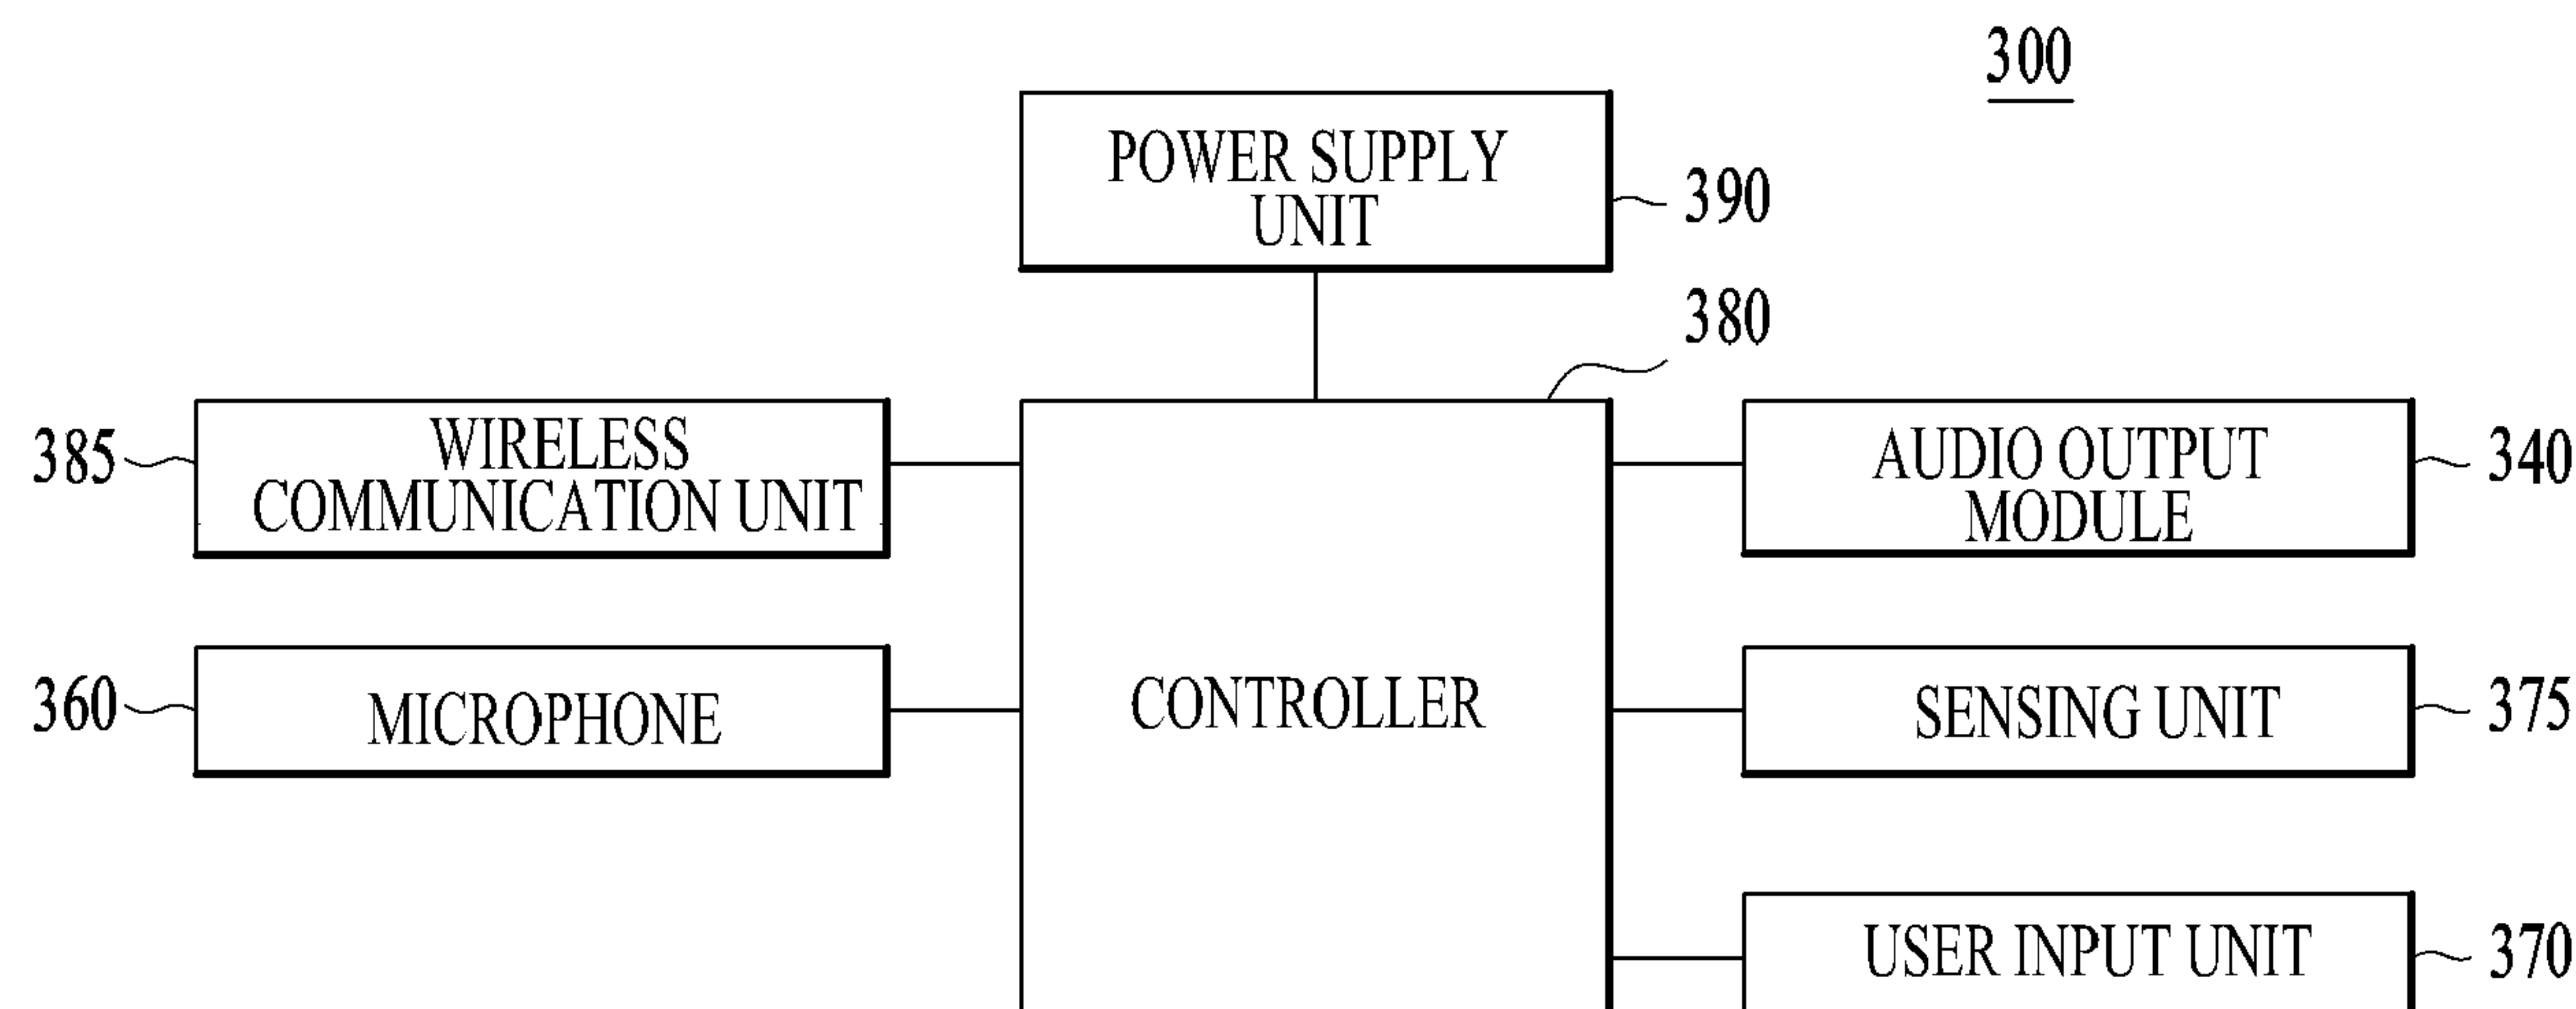 300
POWER SUPPLY
UNIT
390
380
385
WIRELESS
COMMUNICATION UNIT
AUDIO OUTPUT
MODULE
340
360
MICROPHONE
CONTROLLER
SENSING UNIT
375
USER INPUT UNIT
370